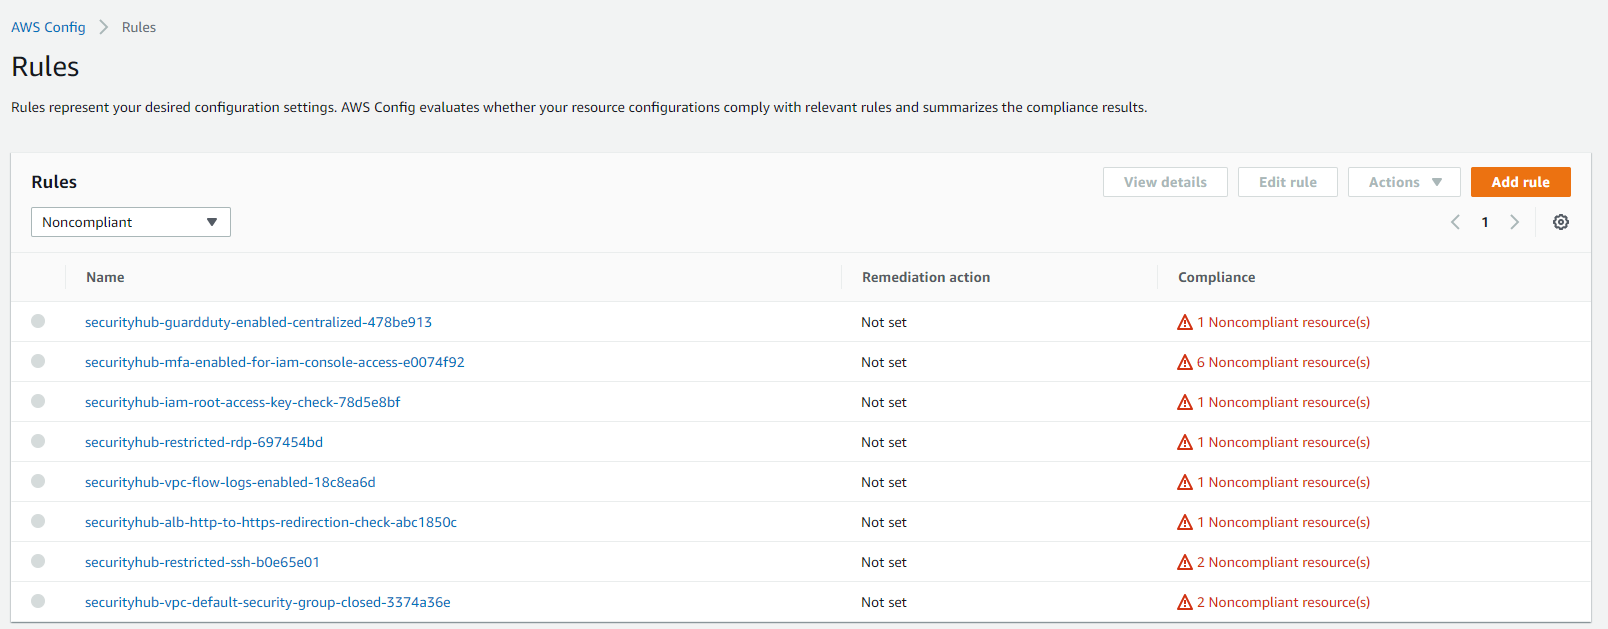 AWS Config > Rules
Rules
Rules represent your desired configuration settings. AWS Config evaluates whether your resource configurations comply with relevant rules and summarizes the compliance results.
Rules
View details Edit rule Actions Add rule
Noncompliant
1
Name Remediation action Compliance
securityhub-guardduty-enabled-centralized-478be913 Not set 1 Noncompliant resource(s)
securityhub-mfa-enabled-for-iam-console-access-e0074f92 Not set 6 Noncompliant resource(s)
securityhub-iam-root-access-key-check-78d5e8bf Not set 1 Noncompliant resource(s)
securityhub-restricted-rdp-697454bd Not set 1 Noncompliant resource(s)
securityhub-vpc-flow-logs-enabled-18c8ea6d Not set 1 Noncompliant resource(s)
securityhub-alb-http-to-https-redirection-check-abc1850c Not set 1 Noncompliant resource(s)
securityhub-restricted-ssh-b0e65e01 Not set 2 Noncompliant resource(s)
securityhub-vpc-default-security-group-closed-3374a36e Not set 2 Noncompliant resource(s)